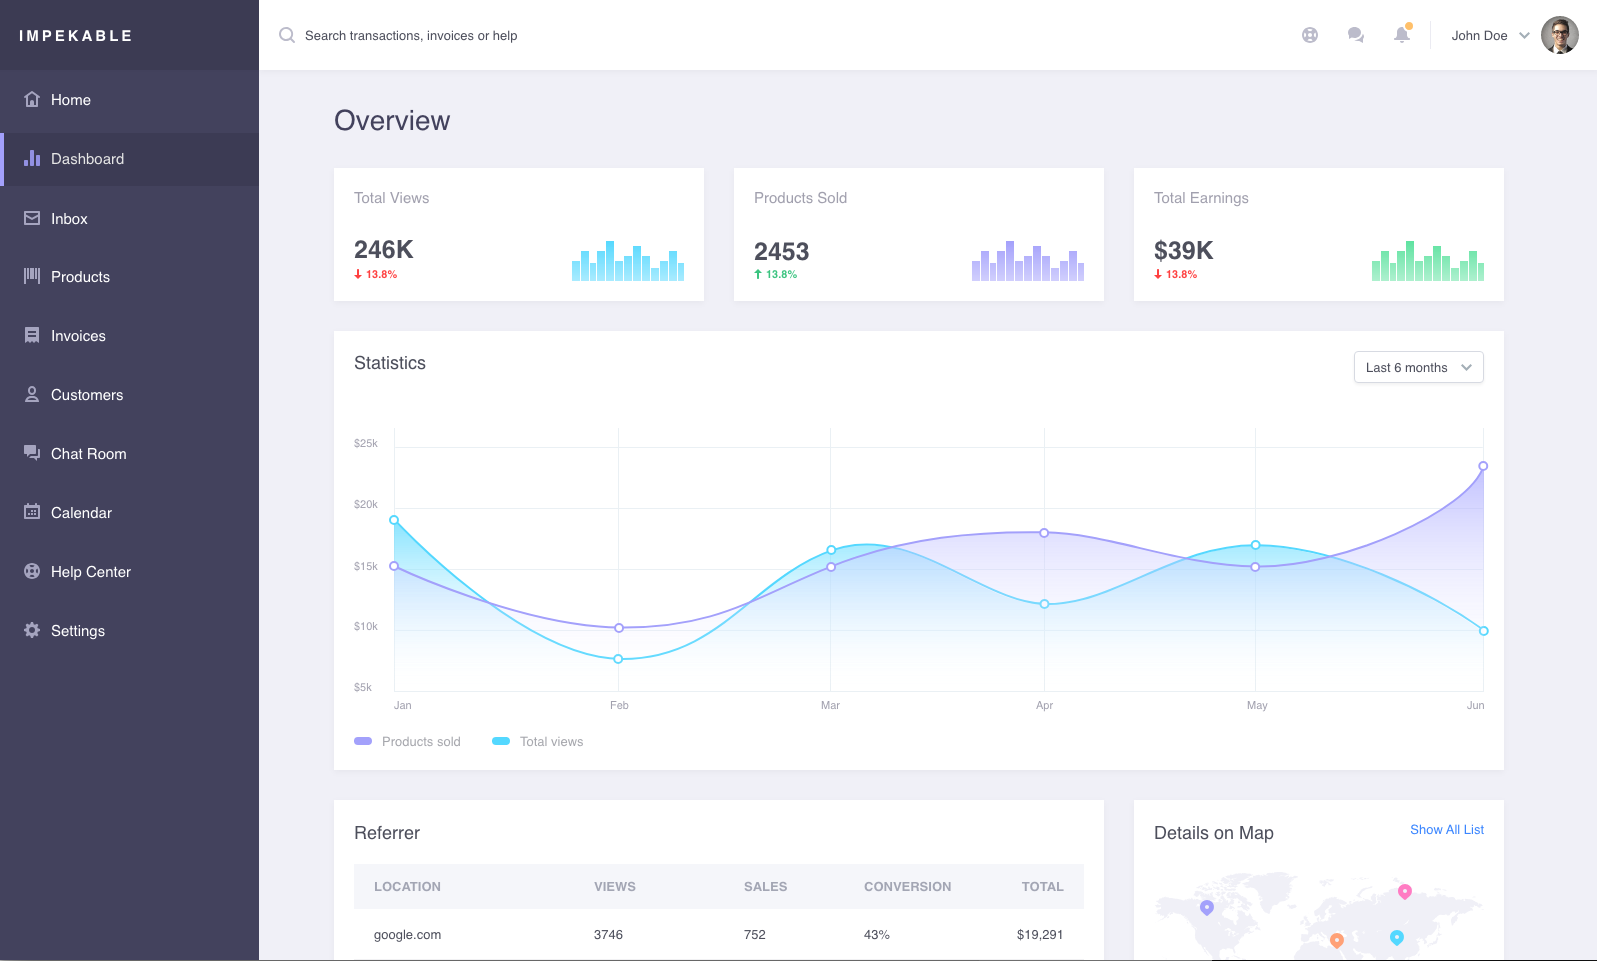 IMPEKABLE
Search transactions, invoices or help
John Doe
Home
Dashboard
Inbox
Products
Invoices
Customers
Chat Room
Calendar
Help Center
Settings
Overview
Total Views
246K
13.8%
Products Sold
2453
13.8%
Total Earnings
$39K
13.8%
Statistics
Last 6 months
$25k
$20k
$15k
$10k
$5k
Jan Feb Mar Apr May Jun
Products sold Total views
Referrer
LOCATION VIEWS SALES CONVERSION TOTAL
google.com 3746 752 43% $19,291
Details on Map
Show All List